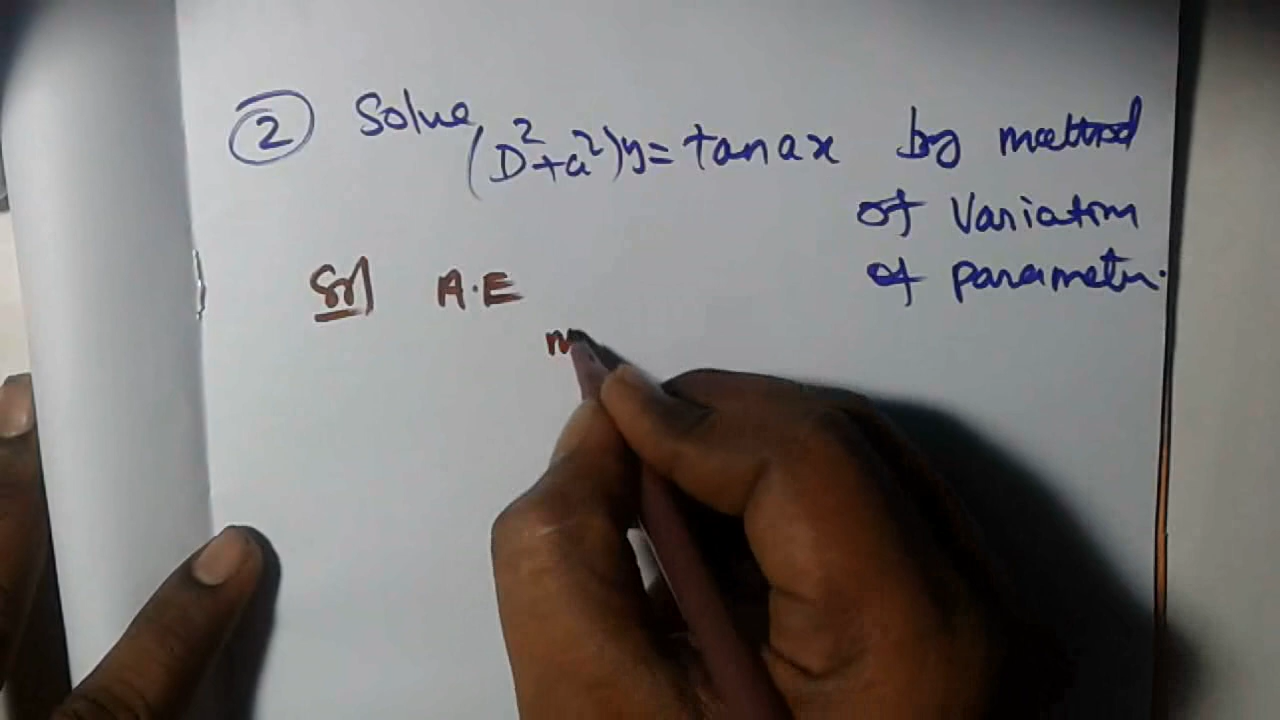 ② Solve (D²+a²)y = tanax by method
of Variation
of parameter.
Sol A.E
m